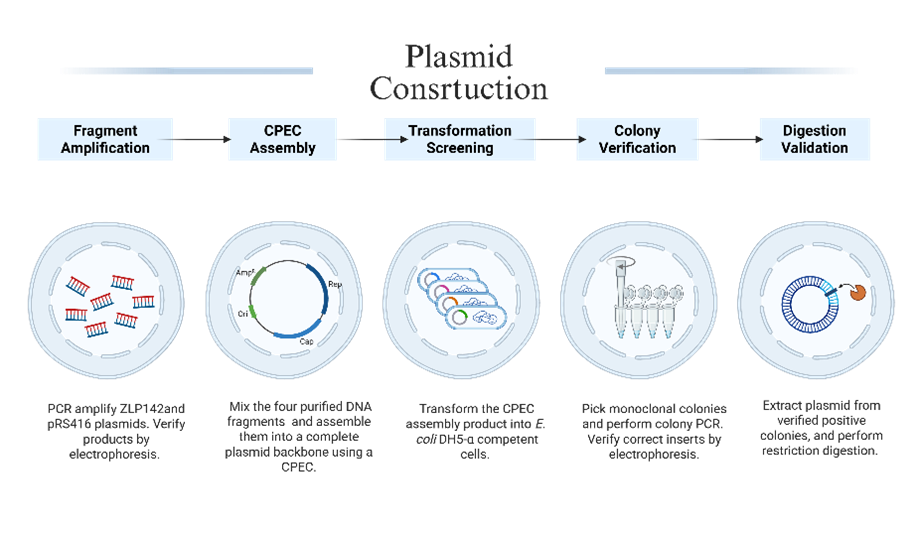 Plasmid
Consrtuction
Fragment
Amplification
CPEC
Assembly
Transformation
Screening
Colony
Verification
Digestion
Validation
Ampᴿ
Rep
Ori
Cap
PCR amplify ZLP142and
pRS416 plasmids. Verify
products by
electrophoresis.
Mix the four purified DNA
fragments and assemble
them into a complete
plasmid backbone using a
CPEC.
Transform the CPEC
assembly product into E.
coli DH5-α competent
cells.
Pick monoclonal colonies
and perform colony PCR.
Verify correct inserts by
electrophoresis.
Extract plasmid from
verified positive
colonies, and perform
restriction digestion.